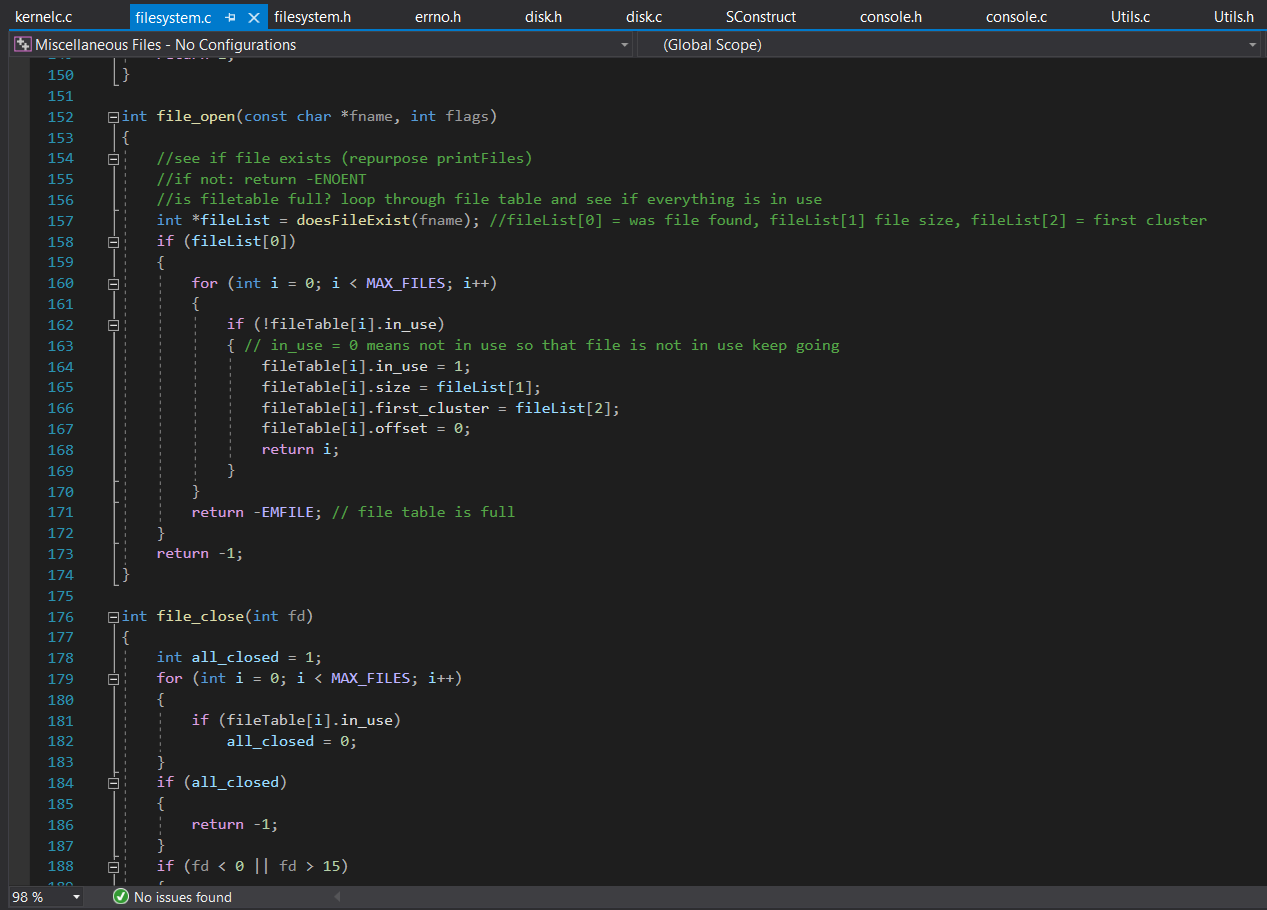 kernelc.c filesystem.c filesystem.h errno.h disk.h disk.c SConstruct console.h console.c Utils.c Utils.h
Miscellaneous Files - No Configurations (Global Scope)
150 }
151
152 int file_open(const char *fname, int flags)
153 {
154 //see if file exists (repurpose printFiles)
155 //if not: return -ENOENT
156 //is filetable full? loop through file table and see if everything is in use
157 int *fileList = doesFileExist(fname); //fileList[0] = was file found, fileList[1] file size, fileList[2] = first cluster
158 if (fileList[0])
159 {
160 for (int i = 0; i < MAX_FILES; i++)
161 {
162 if (!fileTable[i].in_use)
163 { // in_use = 0 means not in use so that file is not in use keep going
164 fileTable[i].in_use = 1;
165 fileTable[i].size = fileList[1];
166 fileTable[i].first_cluster = fileList[2];
167 fileTable[i].offset = 0;
168 return i;
169 }
170 }
171 return -EMFILE; // file table is full
172 }
173 return -1;
174 }
175
176 int file_close(int fd)
177 {
178 int all_closed = 1;
179 for (int i = 0; i < MAX_FILES; i++)
180 {
181 if (fileTable[i].in_use)
182 all_closed = 0;
183 }
184 if (all_closed)
185 {
186 return -1;
187 }
188 if (fd < 0 || fd > 15)
98 % No issues found